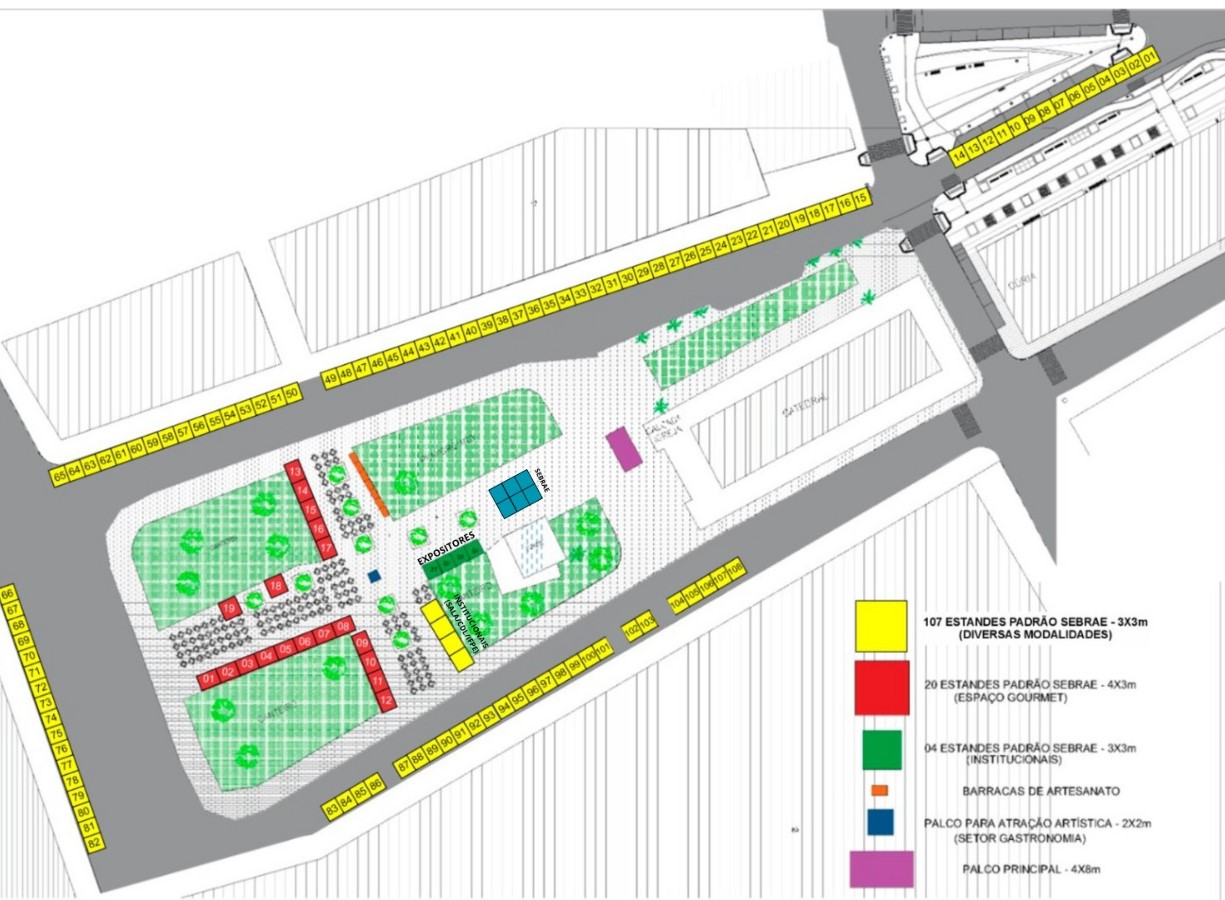 14 13 12 11 10 09 08 07 06 05 04 03 02 01
49 48 47 46 45 44 43 42 41 40 39 38 37 36 35 34 33 32 31 30 29 28 27 26 25 24 23 22 21 20 19 18 17 16 15
CÚRIA
CATEDRAL
65 64 63 62 61 60 59 58 57 56 55 54 53 52 51 50
SEBRAE
13
14
15
16
17
18
19
EXPOSITORES
INSTITUCIONAIS
(SALA/CDL/IFPE)
01 02 03 04 05 06 07 08
09
10
11
12
CANTEIRO
66
67
68
69
70
71
72
73
74
75
76
77
78
79
80
81
82
83 84 85 86
87 88 89 90 91 92 93 94 95 96 97 98 99 100 101
102 103
104 105 106 107 108
2
107 ESTANDES PADRÃO SEBRAE - 3X3m
(DIVERSAS MODALIDADES)
20 ESTANDES PADRÃO SEBRAE - 4X3m
(ESPAÇO GOURMET)
04 ESTANDES PADRÃO SEBRAE - 3X3m
(INSTITUCIONAIS)
BARRACAS DE ARTESANATO
PALCO PARA ATRAÇÃO ARTÍSTICA - 2X2m
(SETOR GASTRONOMIA)
PALCO PRINCIPAL - 4X8m